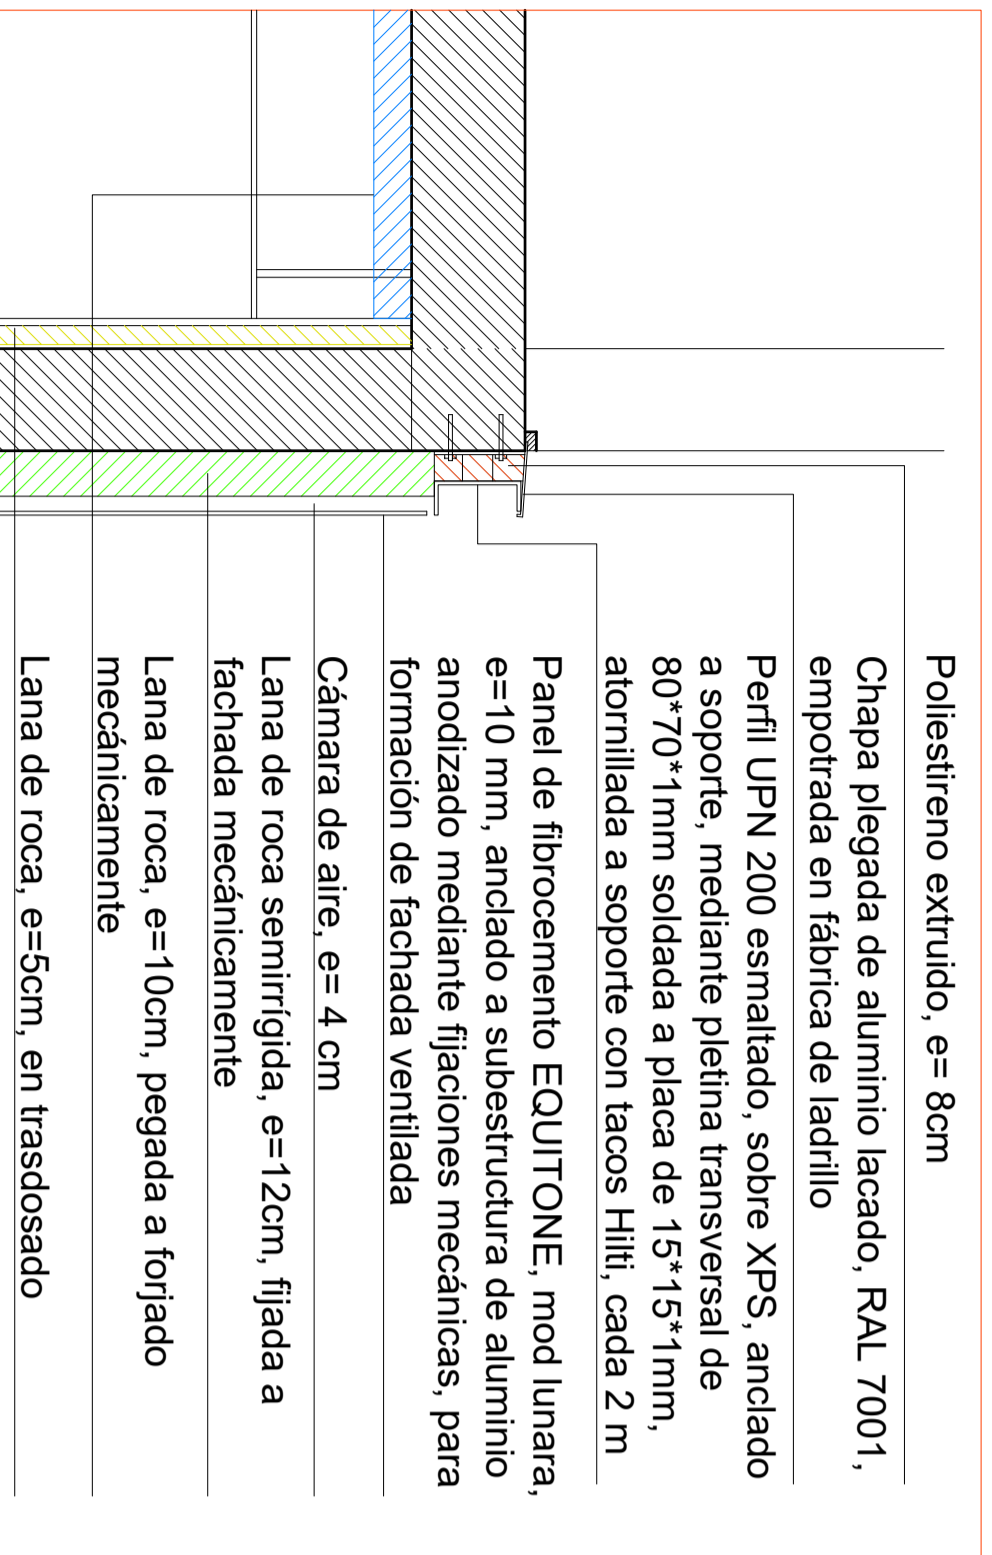 Poliestireno extruido, e= 8cm
Chapa plegada de aluminio lacado, RAL 7001,
empotrada en fábrica de ladrillo
Perfil UPN 200 esmaltado, sobre XPS, anclado
a soporte, mediante pletina transversal de
80*70*1mm soldada a placa de 15*15*1mm,
atornillada a soporte con tacos Hilti, cada 2 m
Panel de fibrocemento EQUITONE, mod lunara,
e=10 mm, anclado a subestructura de aluminio
anodizado mediante fijaciones mecánicas, para
formación de fachada ventilada
Cámara de aire, e= 4 cm
Lana de roca semirrígida, e=12cm, fijada a
fachada mecánicamente
Lana de roca, e=10cm, pegada a forjado
mecánicamente
Lana de roca, e=5cm, en trasdosado